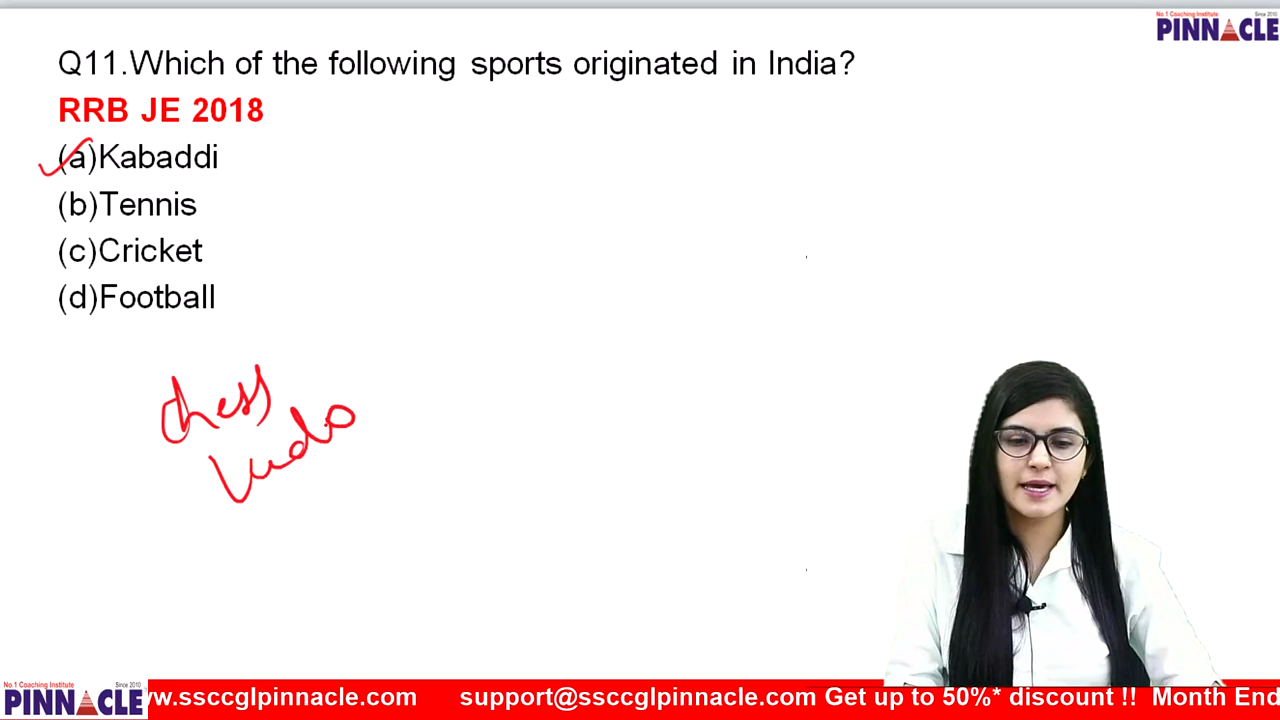 No.1 Coaching Institute Since 2010
PINNACLE
Q11.Which of the following sports originated in India?
RRB JE 2018
(a)Kabaddi
(b)Tennis
(c)Cricket
(d)Football
chess
Ludo
No.1 Coaching Institute Since 2010
PINNACLE
w.ssccglpinnacle.com support@ssccglpinnacle.com Get up to 50%* discount !! Month End